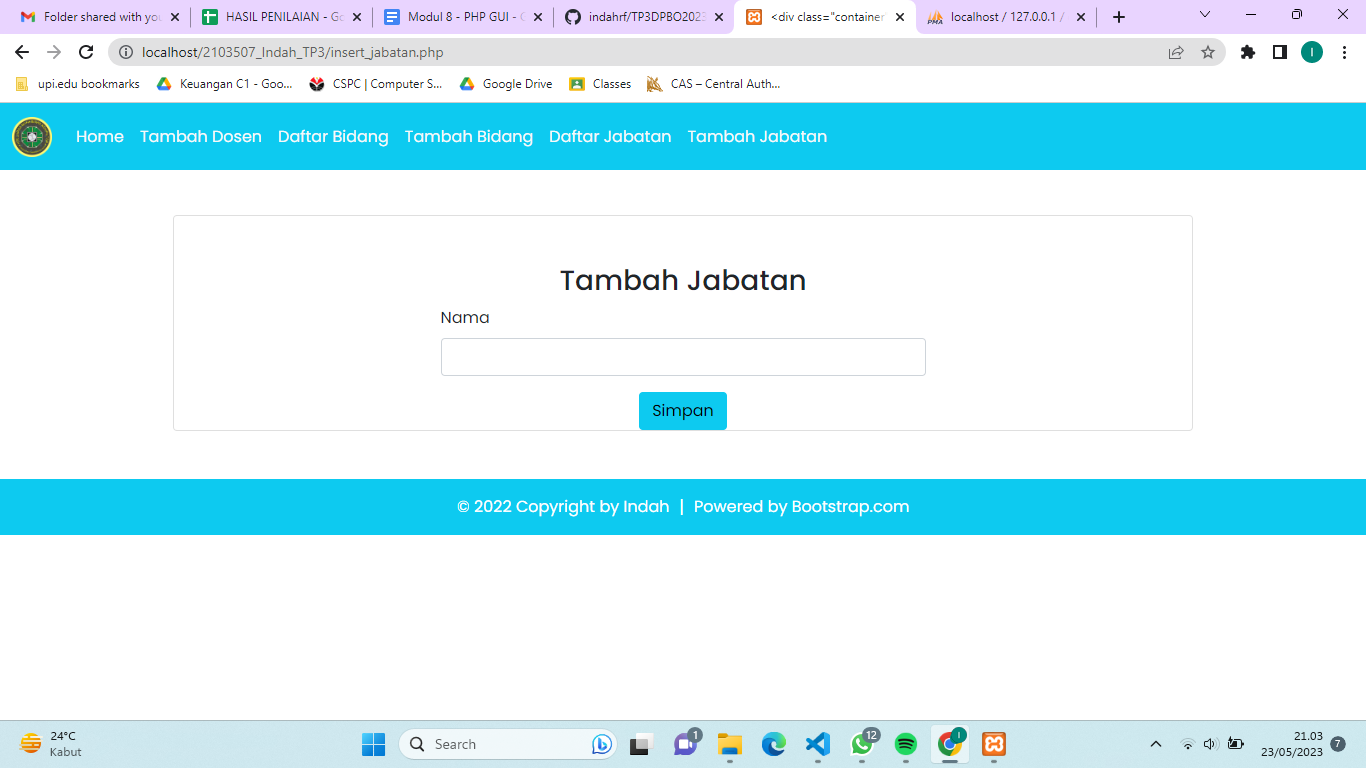 Folder shared with you
HASIL PENILAIAN - Go
Modul 8 - PHP GUI - G
indahrf/TP3DPBO2023
<div class="container
localhost / 127.0.0.1 /
localhost/2103507_Indah_TP3/insert_jabatan.php
I
upi.edu bookmarks
Keuangan C1 - Goo...
CSPC | Computer S...
Google Drive
Classes
CAS – Central Auth...
Home Tambah Dosen Daftar Bidang Tambah Bidang Daftar Jabatan Tambah Jabatan
Tambah Jabatan
Nama
Simpan
© 2022 Copyright by Indah | Powered by Bootstrap.com
24°C
Kabut
Search
1
12
I
21.03
23/05/2023
7